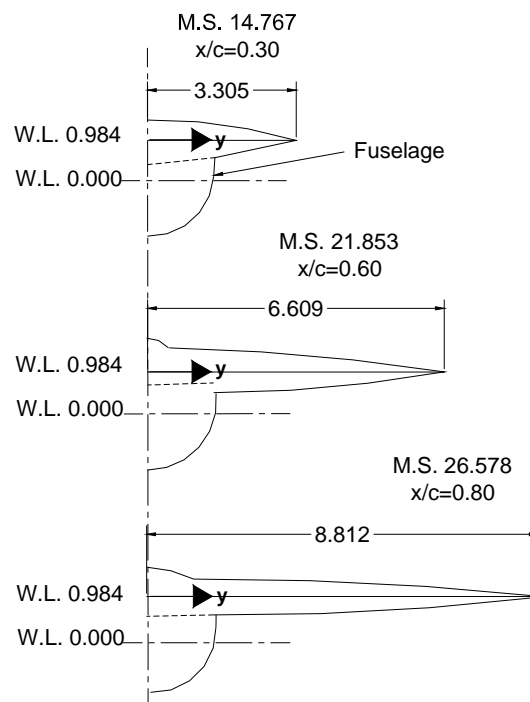 M.S. 14.767
x/c=0.30
3.305
W.L. 0.984
y
Fuselage
W.L. 0.000
M.S. 21.853
x/c=0.60
6.609
W.L. 0.984
y
W.L. 0.000
M.S. 26.578
x/c=0.80
8.812
W.L. 0.984
y
W.L. 0.000